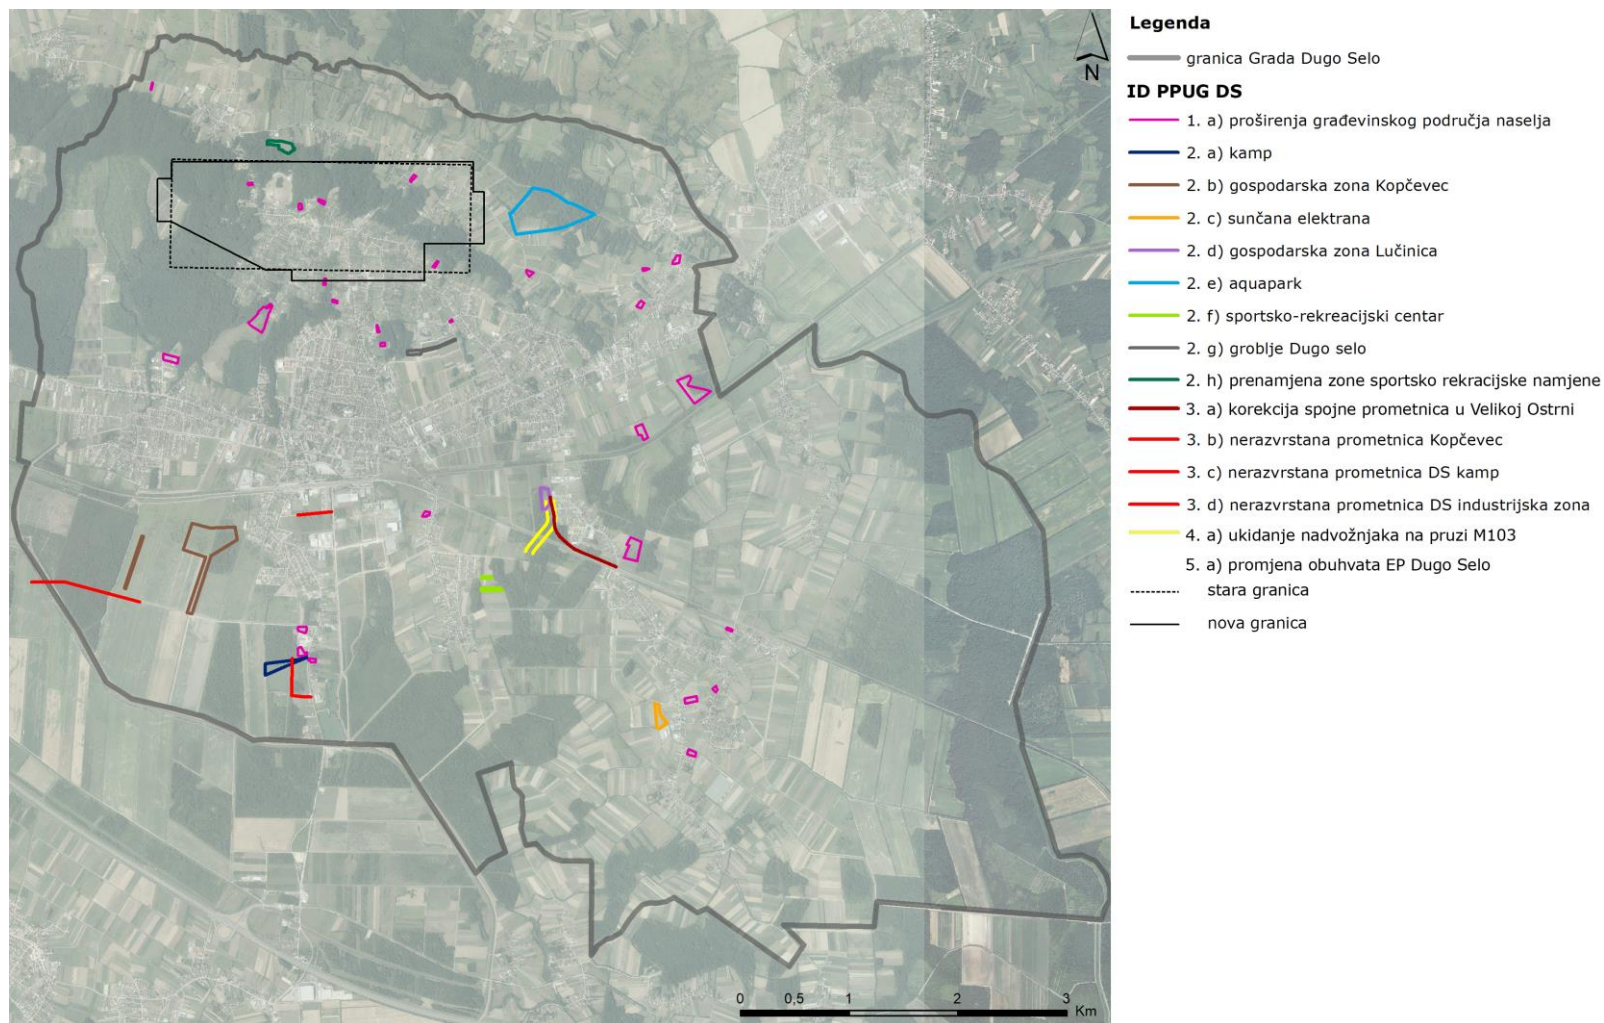 N
Legenda
granica Grada Dugo Selo
ID PPUG DS
1. a) proširenja građevinskog područja naselja
2. a) kamp
2. b) gospodarska zona Kopčevec
2. c) sunčana elektrana
2. d) gospodarska zona Lučinica
2. e) aquapark
2. f) sportsko-rekreacijski centar
2. g) groblje Dugo selo
2. h) prenamjena zone sportsko rekracijske namjene
3. a) korekcija spojne prometnica u Velikoj Ostrni
3. b) nerazvrstana prometnica Kopčevec
3. c) nerazvrstana prometnica DS kamp
3. d) nerazvrstana prometnica DS industrijska zona
4. a) ukidanje nadvožnjaka na pruzi M103
5. a) promjena obuhvata EP Dugo Selo
stara granica
nova granica
0 0,5 1 2 3
Km